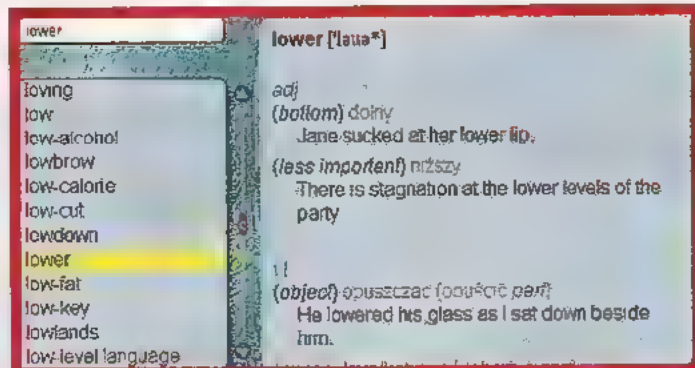 lower
loving
low
low-alcohol
lowbrow
low-calorie
low-cut
lowdown
lower
low-fat
low-key
lowlands
low-level language
lower ['laua*]
adj
(bottom) dolny
Jane sucked at her lower lip.
(less important) niższy
There is stagnation at the lower levels of the
party
vt
(object) opuszczać (opuścić perf)
He lowered his glass as I sat down beside
him.